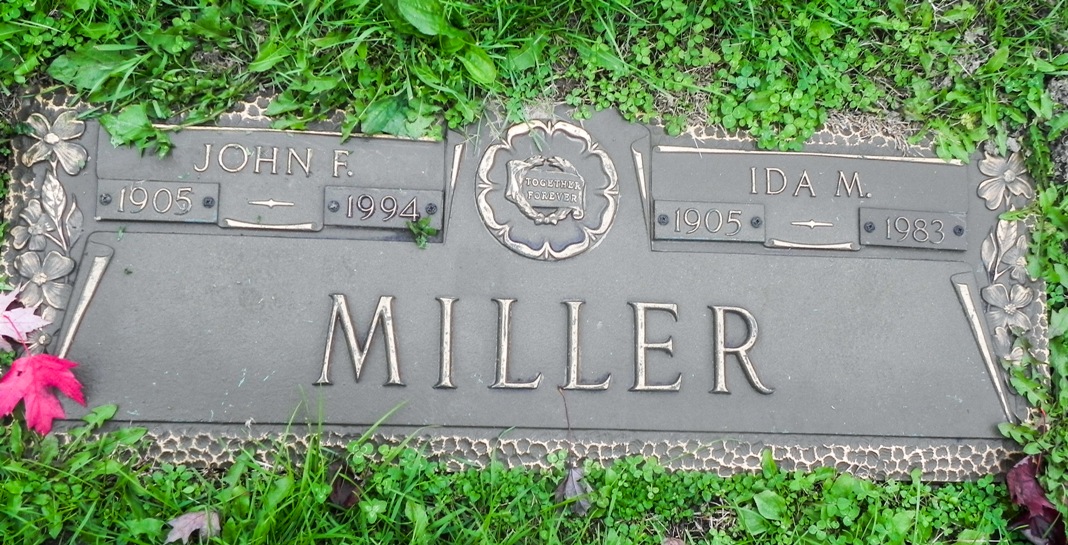 JOHN F.
1905 1994
TOGETHER
FOREVER
IDA M.
1905 1983
MILLER